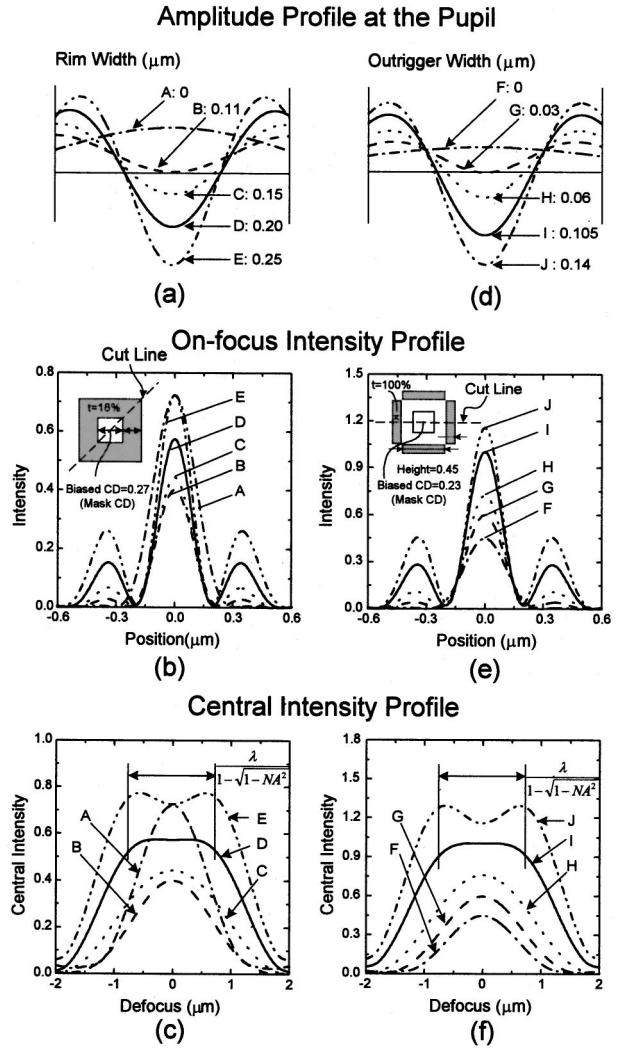 Amplitude Profile at the Pupil
Rim Width (μm)
A: 0
B: 0.11
C: 0.15
D: 0.20
E: 0.25
(a)
Outrigger Width (μm)
F: 0
G: 0.03
H: 0.06
I : 0.105
J : 0.14
(d)
On-focus Intensity Profile
Cut Line
t=18%
Biased CD=0.27
(Mask CD)
E
D
C
B
A
Intensity
0.8
0.6
0.4
0.2
0.0
-0.6 -0.3 0.0 0.3 0.6
Position(μm)
(b)
t=100%
Cut Line
Height=0.45
Biased CD=0.23
(Mask CD)
J
I
H
G
F
Intensity
1.5
1.2
0.9
0.6
0.3
0.0
-0.6 -0.3 0.0 0.3 0.6
Position (μm)
(e)
Central Intensity Profile
λ
1-√1-NA²
A
B
E
D
C
Central Intensity
1.0
0.8
0.6
0.4
0.2
0.0
-2 -1 0 1 2
Defocus (μm)
(c)
λ
1-√1-NA²
G
F
J
I
H
Central Intensity
1.8
1.5
1.2
0.9
0.6
0.3
0.0
-2 -1 0 1 2
Defocus (μm)
(f)